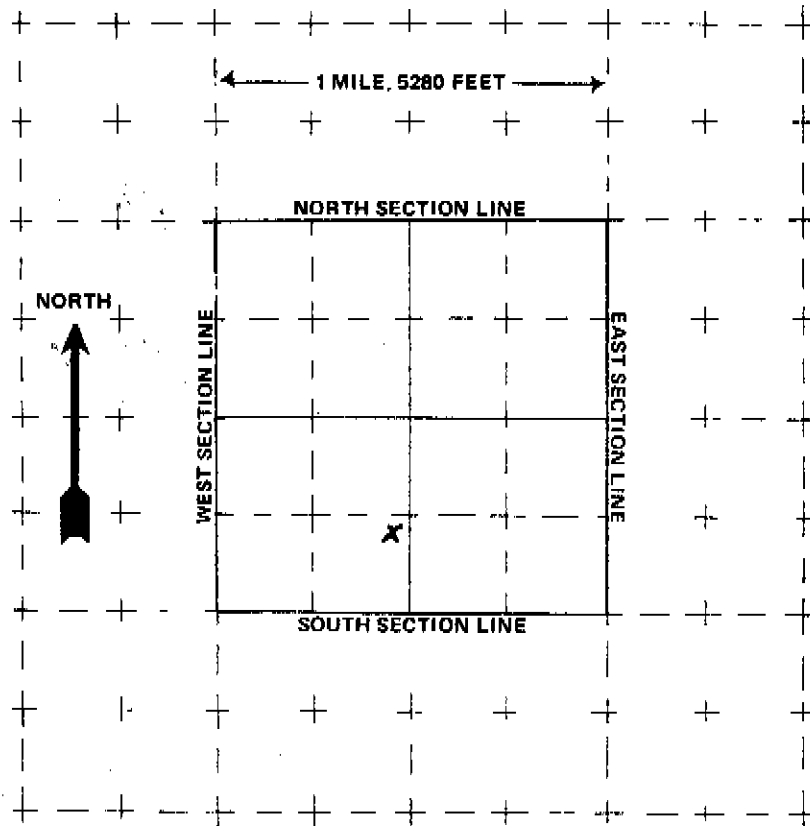 1 MILE, 5280 FEET
NORTH SECTION LINE
NORTH
WEST SECTION LINE
EAST SECTION LINE
X
SOUTH SECTION LINE